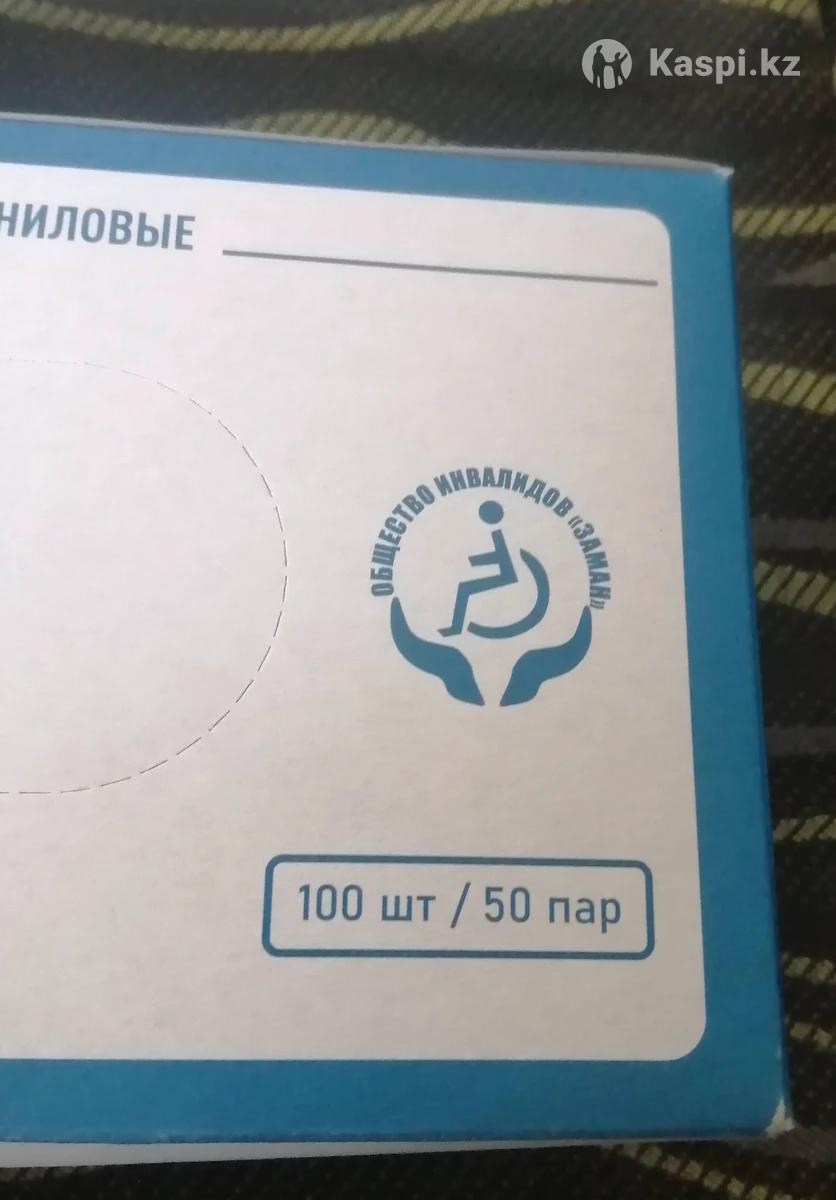 Kaspi.kz
НИЛОВЫЕ
ОБЩЕСТВО ИНВАЛИДОВ «ЗАМАН»
100 шт / 50 пар